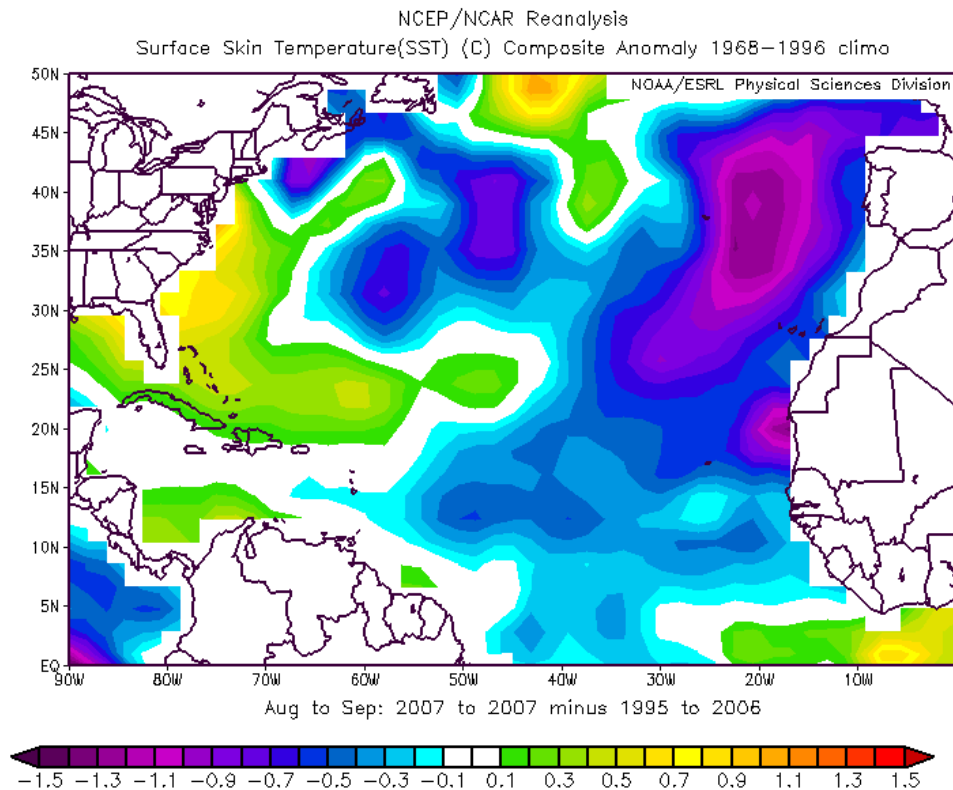 NCEP/NCAR Reanalysis
Surface Skin Temperature(SST) (C) Composite Anomaly 1968-1996 climo
NOAA/ESRL Physical Sciences Division
50N
45N
40N
35N
30N
25N
20N
15N
10N
5N
EQ
90W 80W 70W 60W 50W 40W 30W 20W 10W
Aug to Sep: 2007 to 2007 minus 1995 to 2006
-1.5 -1.3 -1.1 -0.9 -0.7 -0.5 -0.3 -0.1 0.1 0.3 0.5 0.7 0.9 1.1 1.3 1.5